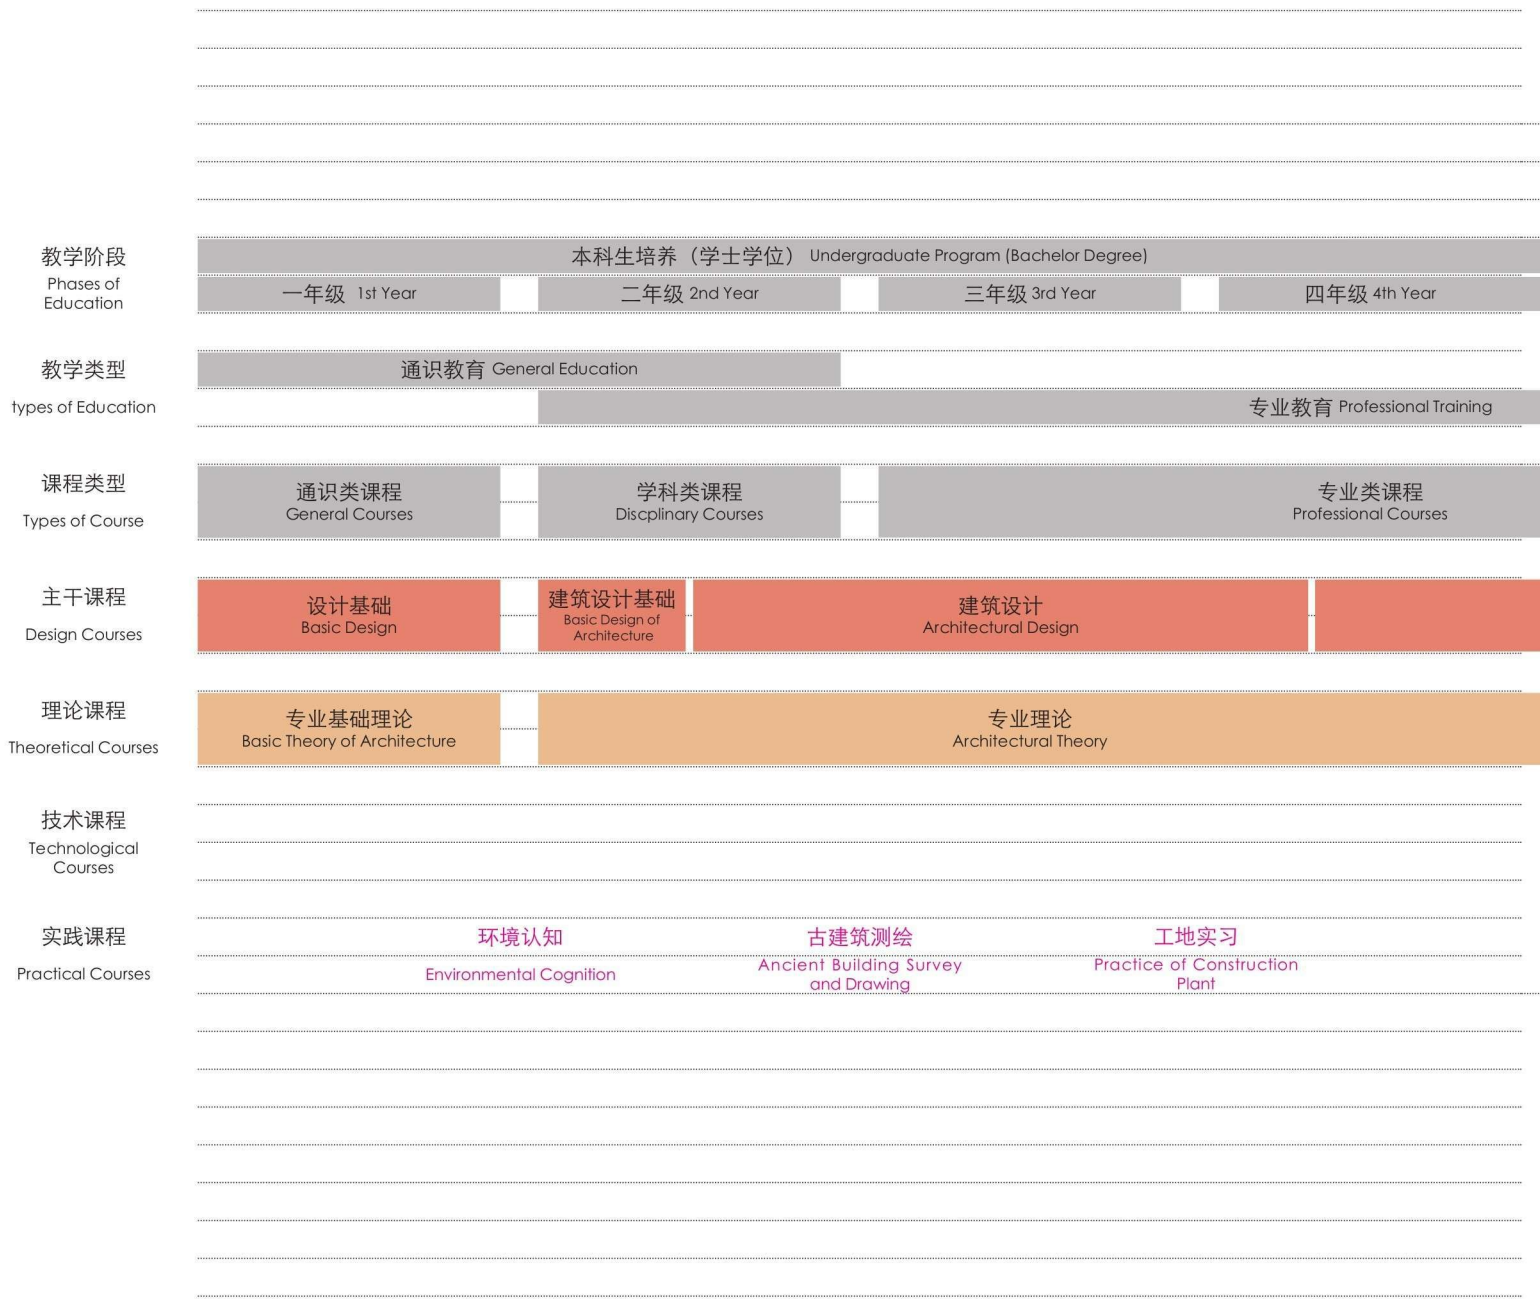 教学阶段
Phases of
Education
本科生培养（学士学位） Undergraduate Program (Bachelor Degree)
一年级 1st Year
二年级 2nd Year
三年级 3rd Year
四年级 4th Year
教学类型
types of Education
通识教育 General Education
专业教育 Professional Training
课程类型
Types of Course
通识类课程
General Courses
学科类课程
Discplinary Courses
专业类课程
Professional Courses
主干课程
Design Courses
设计基础
Basic Design
建筑设计基础
Basic Design of
Architecture
建筑设计
Architectural Design
理论课程
Theoretical Courses
专业基础理论
Basic Theory of Architecture
专业理论
Architectural Theory
技术课程
Technological
Courses
实践课程
Practical Courses
环境认知
Environmental Cognition
古建筑测绘
Ancient Building Survey
and Drawing
工地实习
Practice of Construction
Plant